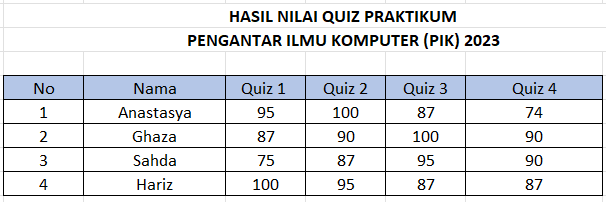 HASIL NILAI QUIZ PRAKTIKUM
PENGANTAR ILMU KOMPUTER (PIK) 2023
No Nama Quiz 1 Quiz 2 Quiz 3 Quiz 4
1 Anastasya 95 100 87 74
2 Ghaza 87 90 100 90
3 Sahda 75 87 95 90
4 Hariz 100 95 87 87